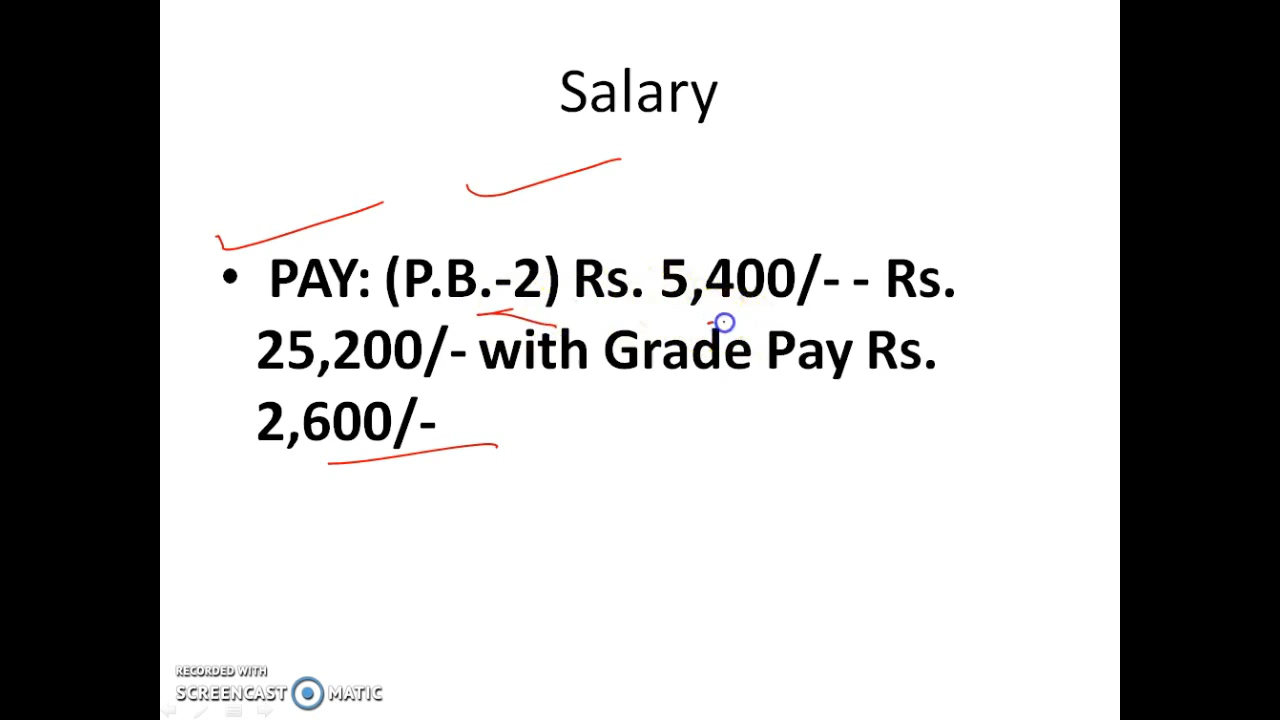 Salary
• PAY: (P.B.-2) Rs. 5,400/- - Rs.
25,200/- with Grade Pay Rs.
2,600/-
RECORDED WITH
SCREENCAST MATIC